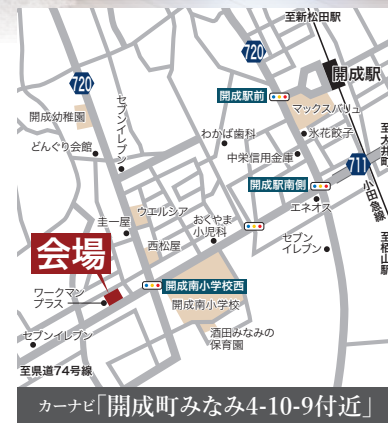 至新松田駅
720
開成駅
720
開成駅前
マックスバリュ
開成幼稚園
セブンイレブン
どんぐり会館
わかば歯科
氷花餃子
至大井町
中栄信用金庫
711
開成駅南側
小田急線
エネオス
ウエルシア
おくやま
小児科
圭一屋
セブン
イレブン
至栢山駅
西松屋
会場
ワークマン
プラス
開成南小学校西
開成南小学校
セブンイレブン
酒田みなみの
保育園
至県道74号線
カーナビ「開成町みなみ4-10-9付近」